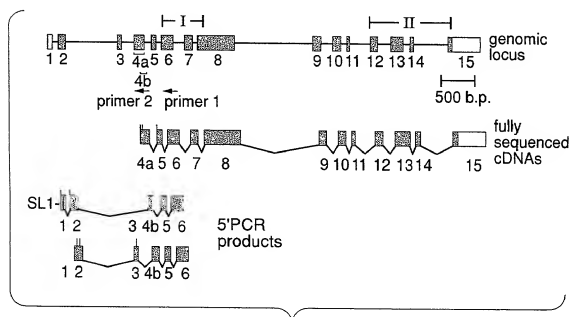 I II
genomic locus
1 2 3 4a 5 6 7 8 9 10 11 12 13 14 15
4b
primer 2 primer 1
500 b.p.
fully sequenced cDNAs
4a 5 6 7 8 9 10 11 12 13 14 15
SL1
1 2 3 4b 5 6
5'PCR products
1 2 3 4b 5 6